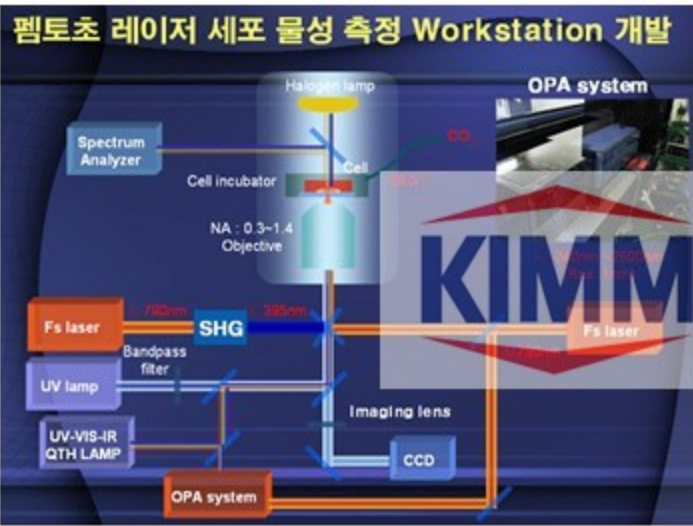 펨토초 레이저 세포 물성 측정 Workstation 개발
OPA system
Halogen lamp
Spectrum
Analyzer
Cell
Cell incubator
NA : 0.3~1.4
Objective
KIMM
790nm
395nm
Fs laser
SHG
Fs laser
Bandpass
filter
UV lamp
Imaging lens
UV-VIS-IR
QTH LAMP
CCD
OPA system